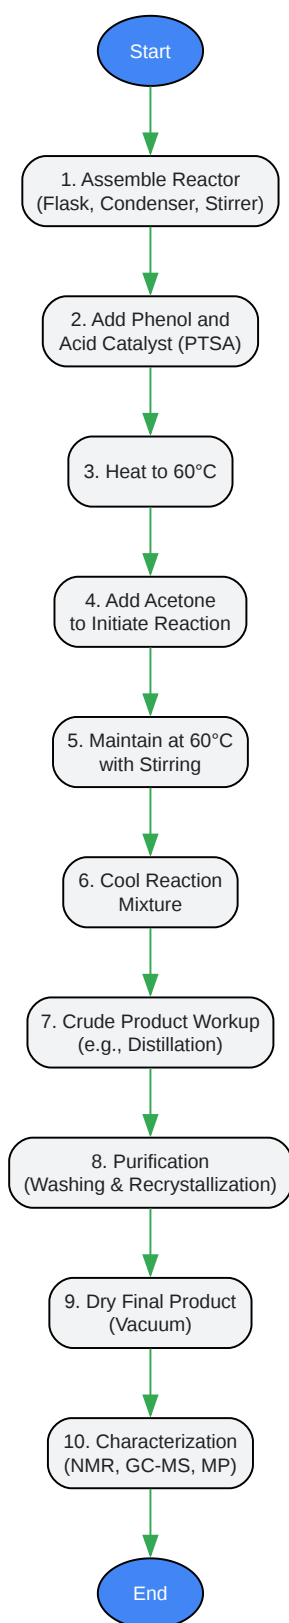 Start
1. Assemble Reactor
(Flask, Condenser, Stirrer)
2. Add Phenol and
Acid Catalyst (PTSA)
3. Heat to 60°C
4. Add Acetone
to Initiate Reaction
5. Maintain at 60°C
with Stirring
6. Cool Reaction
Mixture
7. Crude Product Workup
(e.g., Distillation)
8. Purification
(Washing & Recrystallization)
9. Dry Final Product
(Vacuum)
10. Characterization
(NMR, GC-MS, MP)
End